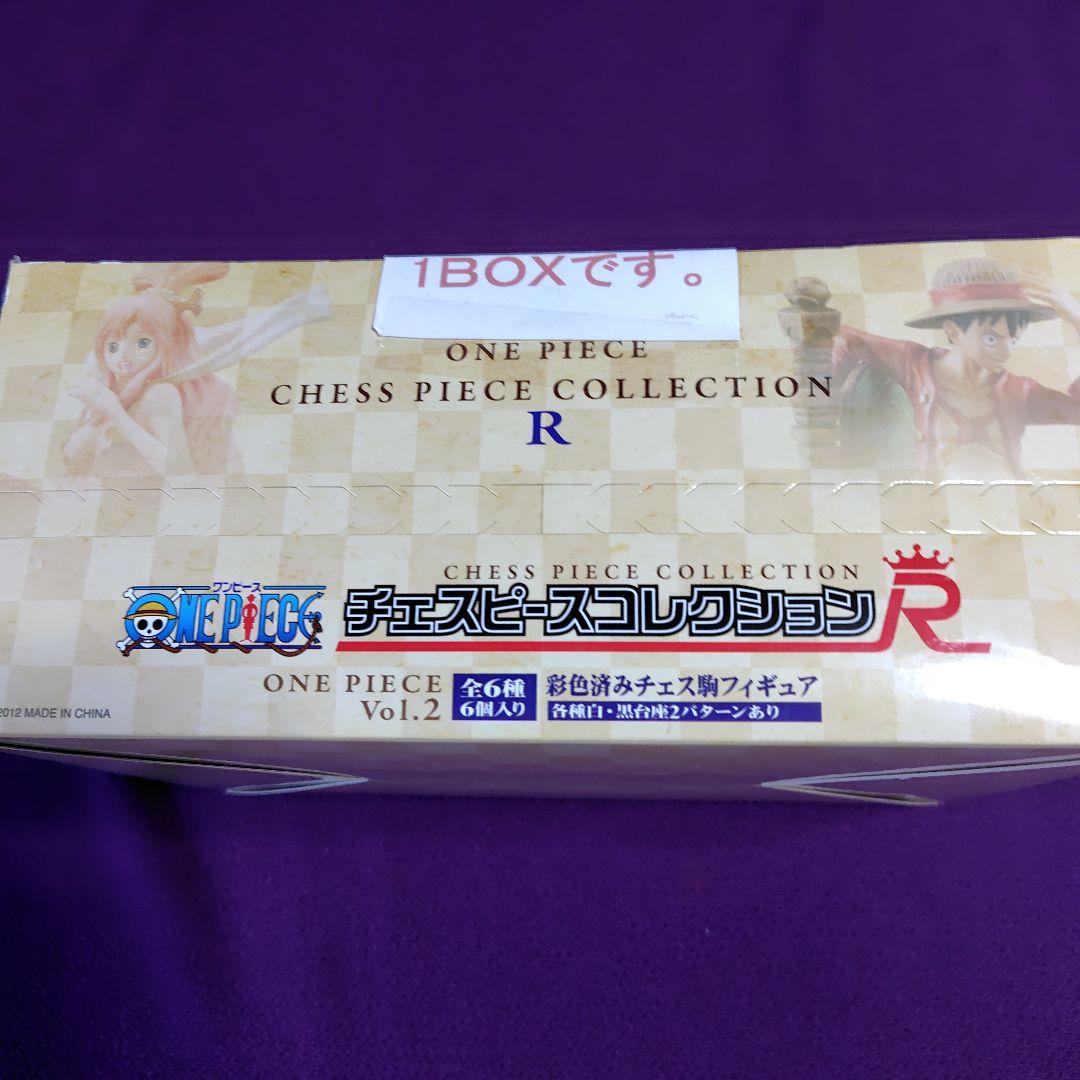 1BOXです。
ONE PIECE
CHESS PIECE COLLECTION
R
CHESS PIECE COLLECTION
ワンピース
ONE PIECE チェスピースコレクション R
ONE PIECE
Vol.2
全6種
6個入り
彩色済みチェス駒フィギュア
各種白・黒台座2パターンあり
2012 MADE IN CHINA